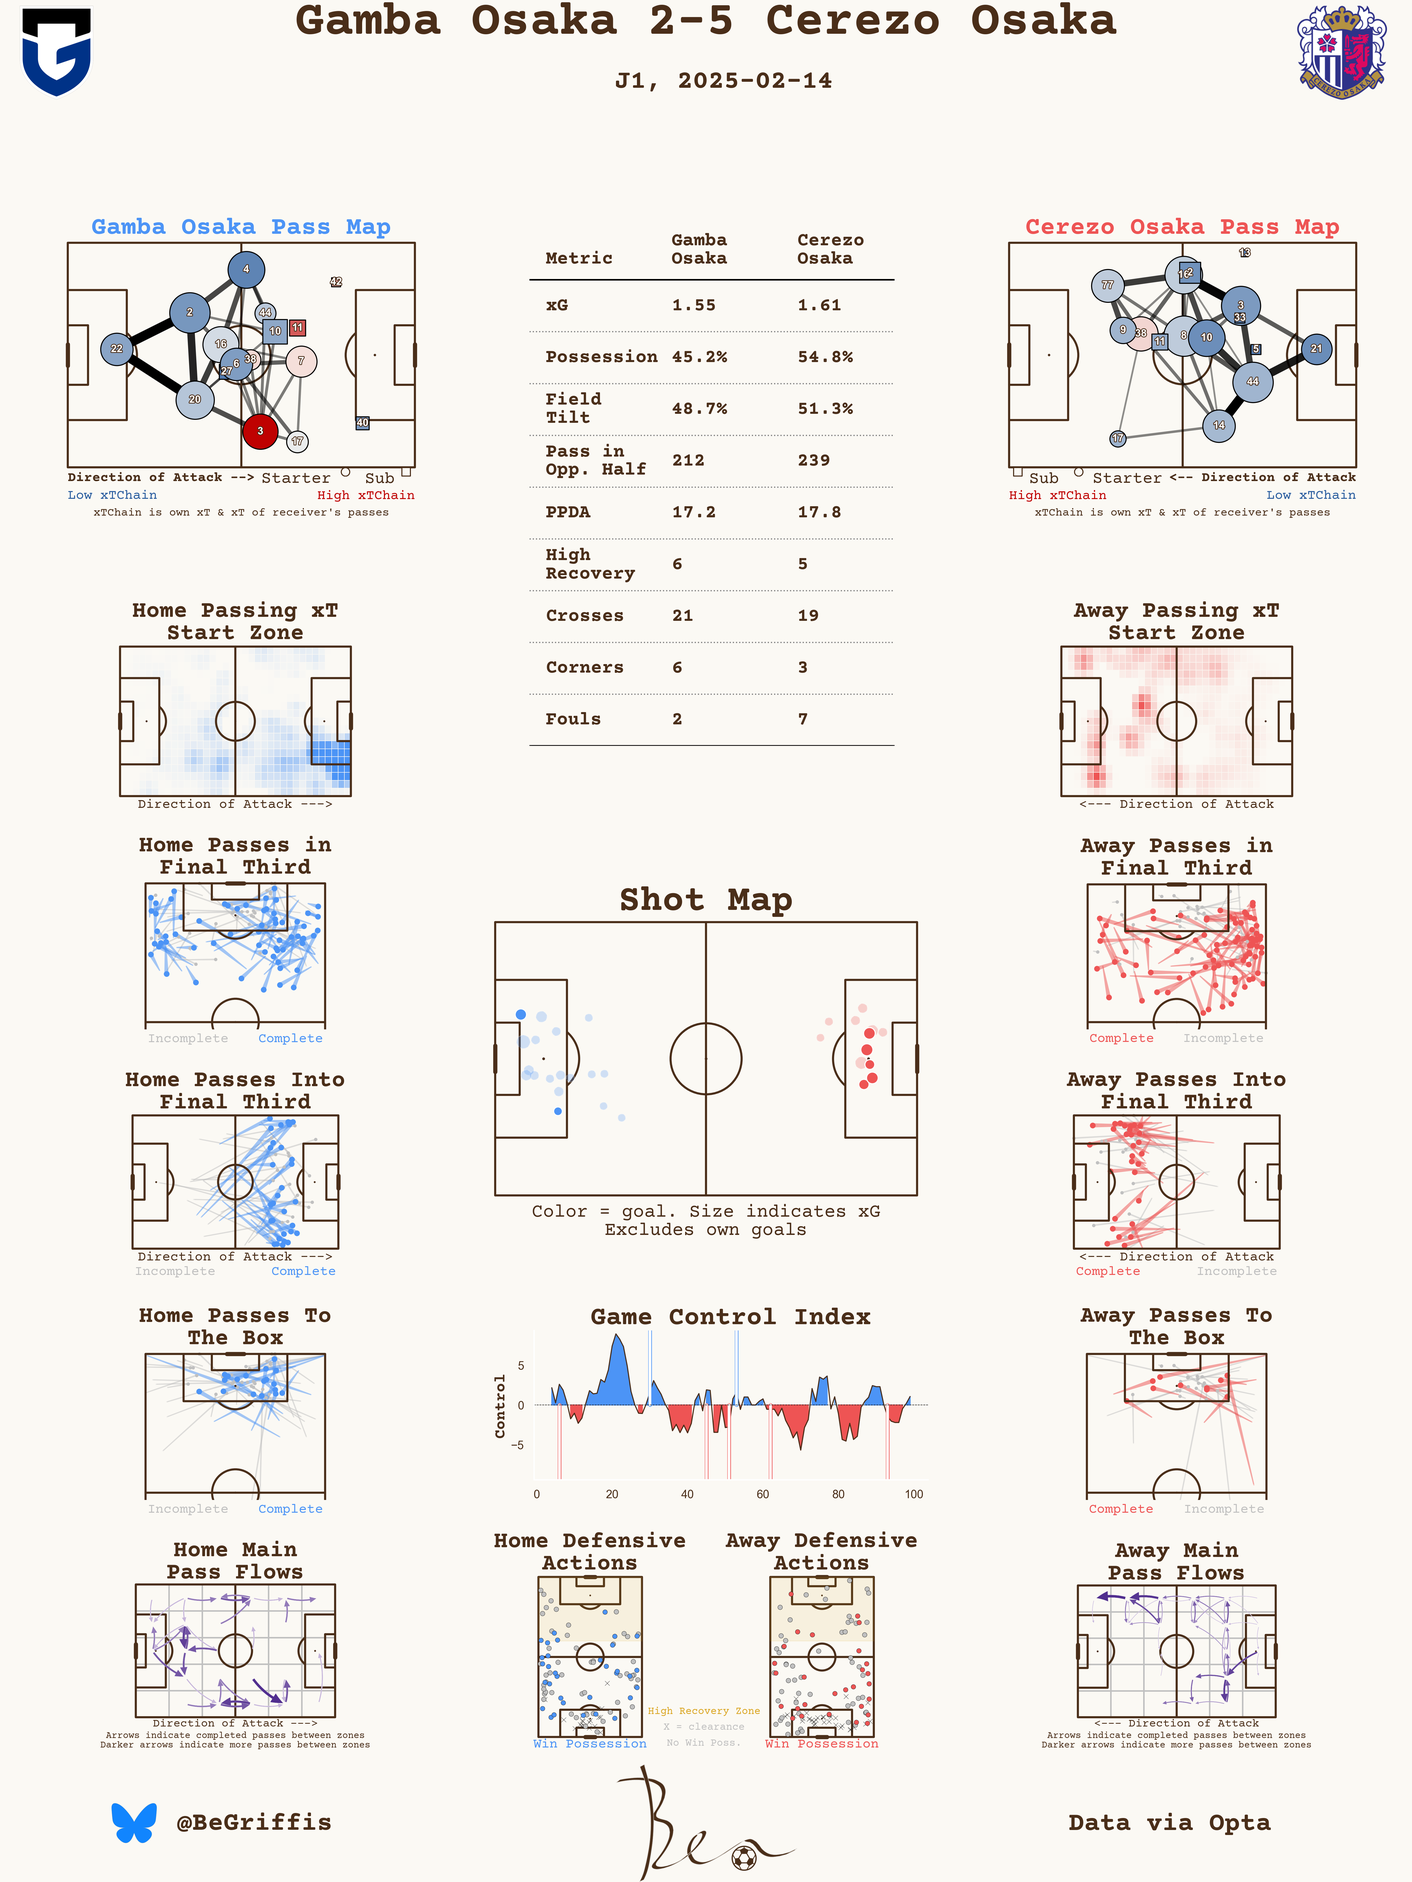 Gamba Osaka 2-5 Cerezo Osaka
J1, 2025-02-14
CEREZO OSAKA
Gamba Osaka Pass Map
4
42
2
44
10
11
22
16
38
7
6
27
20
40
3
17
Direction of Attack --> Starter Sub
Low xTChain High xTChain
xTChain is own xT & xT of receiver's passes
Metric Gamba Osaka Cerezo Osaka
xG 1.55 1.61
Possession 45.2% 54.8%
Field Tilt 48.7% 51.3%
Pass in Opp. Half 212 239
PPDA 17.2 17.8
High Recovery 6 5
Crosses 21 19
Corners 6 3
Fouls 2 7
Cerezo Osaka Pass Map
13
16
2
77
3
33
9
38
11
8
10
5
21
44
14
17
Sub Starter <-- Direction of Attack
High xTChain Low xTChain
xTChain is own xT & xT of receiver's passes
Home Passing xT
Start Zone
Direction of Attack --->
Away Passing xT
Start Zone
<--- Direction of Attack
Home Passes in
Final Third
Incomplete Complete
Away Passes in
Final Third
Complete Incomplete
Shot Map
Color = goal. Size indicates xG
Excludes own goals
Home Passes Into
Final Third
Direction of Attack --->
Incomplete Complete
Away Passes Into
Final Third
<--- Direction of Attack
Complete Incomplete
Home Passes To
The Box
Incomplete Complete
Game Control Index
Control
5
0
−5
0 20 40 60 80 100
Away Passes To
The Box
Complete Incomplete
Home Main
Pass Flows
Direction of Attack --->
Arrows indicate completed passes between zones
Darker arrows indicate more passes between zones
Home Defensive
Actions
Win Possession
Away Defensive
Actions
Win Possession
High Recovery Zone
X = clearance
No Win Poss.
Away Main
Pass Flows
<--- Direction of Attack
Arrows indicate completed passes between zones
Darker arrows indicate more passes between zones
@BeGriffis
Ben
Data via Opta